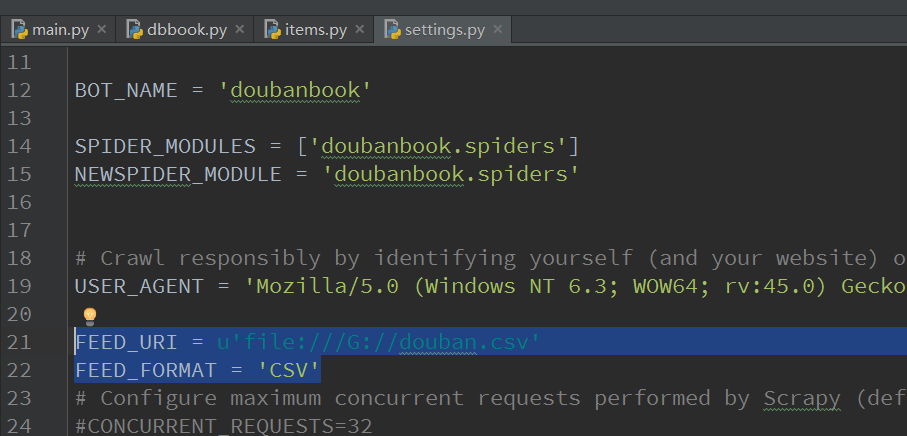 main.py dbbook.py items.py settings.py
11
12 BOT_NAME = 'doubanbook'
13
14 SPIDER_MODULES = ['doubanbook.spiders']
15 NEWSPIDER_MODULE = 'doubanbook.spiders'
16
17
18 # Crawl responsibly by identifying yourself (and your website) o
19 USER_AGENT = 'Mozilla/5.0 (Windows NT 6.3; WOW64; rv:45.0) Gecko
20
21 FEED_URI = u'file:///G://douban.csv'
22 FEED_FORMAT = 'CSV'
23 # Configure maximum concurrent requests performed by Scrapy (def
24 #CONCURRENT_REQUESTS=32